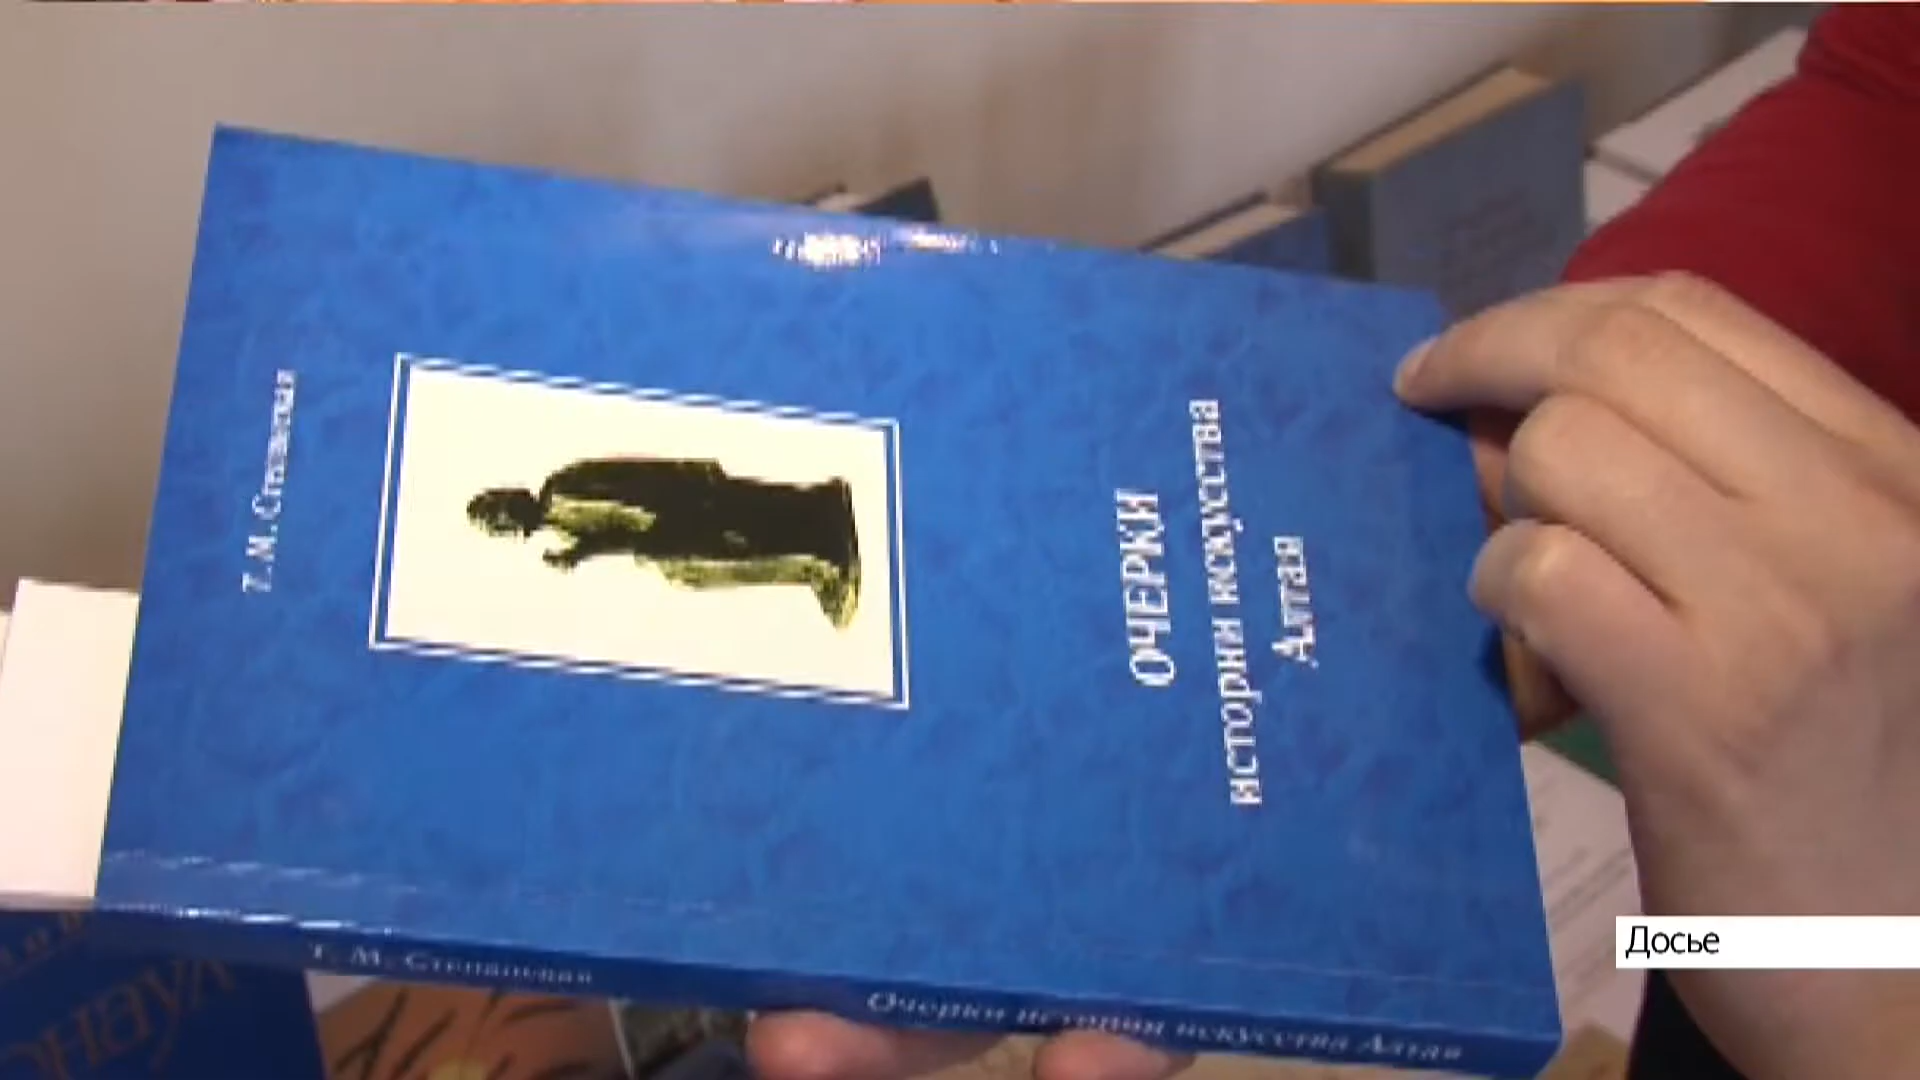 Т. М. Степанская
ОЧЕРКИ
истории искусства
Алтая
Т. М. Степанская
Очерки истории искусства Алтая
Досье